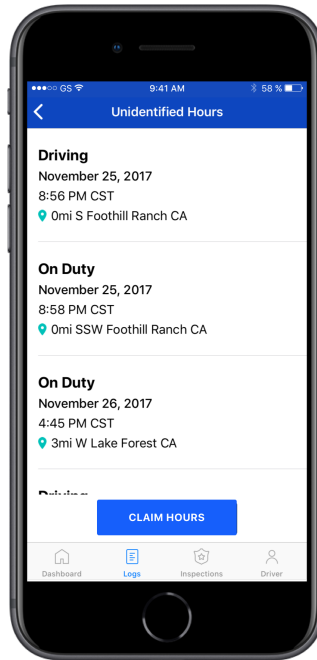 GS
9:41 AM
58 %
Unidentified Hours
Driving
November 25, 2017
8:56 PM CST
0mi S Foothill Ranch CA
On Duty
November 25, 2017
8:58 PM CST
0mi SSW Foothill Ranch CA
On Duty
November 26, 2017
4:45 PM CST
3mi W Lake Forest CA
Driving
CLAIM HOURS
Dashboard
Logs
Inspections
Driver